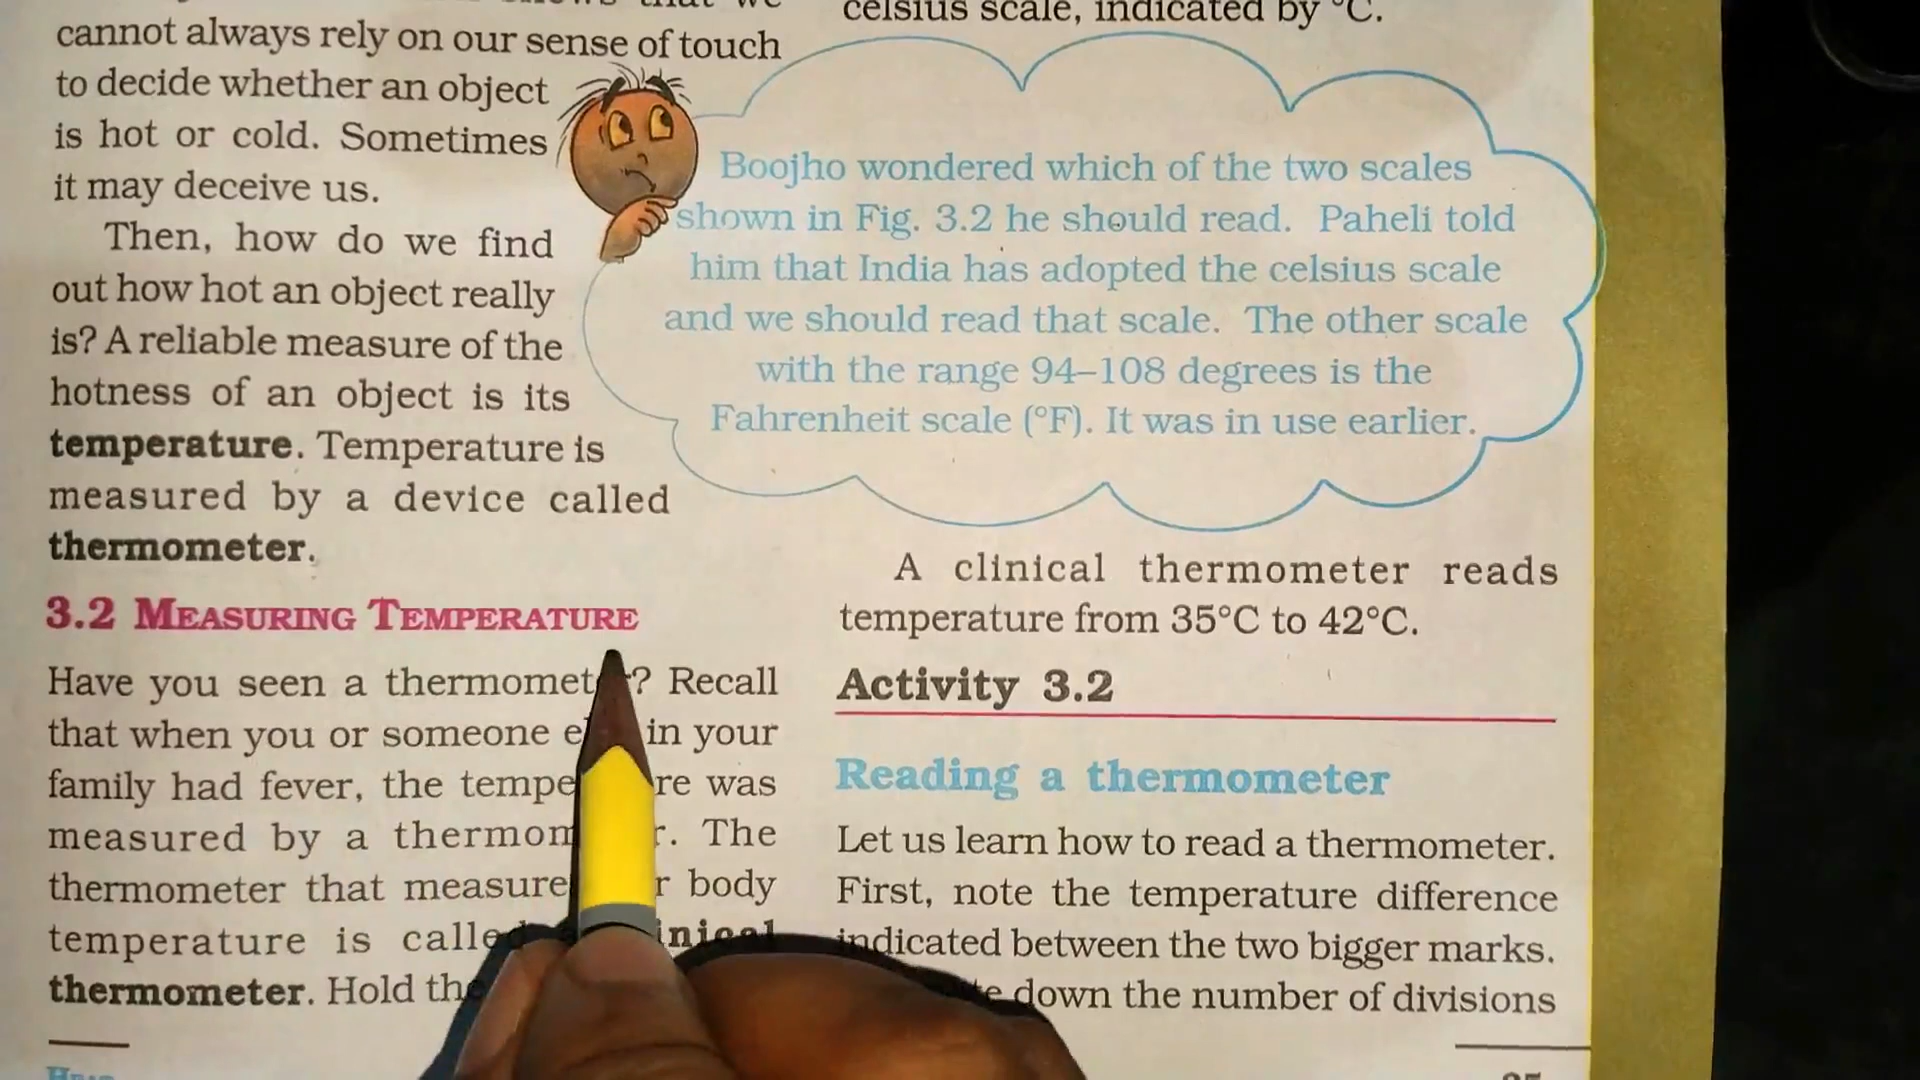 cannot always rely on our sense of touch
to decide whether an object
is hot or cold. Sometimes
it may deceive us.
Then, how do we find
out how hot an object really
is? A reliable measure of the
hotness of an object is its
temperature. Temperature is
measured by a device called
thermometer.
3.2 MEASURING TEMPERATURE
Have you seen a thermomet ? Recall
that when you or someone e in your
family had fever, the tempe re was
measured by a thermom r. The
thermometer that measure r body
temperature is called inical
thermometer. Hold the
celsius scale, indicated by °C.
Boojho wondered which of the two scales
shown in Fig. 3.2 he should read. Paheli told
him that India has adopted the celsius scale
and we should read that scale. The other scale
with the range 94–108 degrees is the
Fahrenheit scale (°F). It was in use earlier.
A clinical thermometer reads
temperature from 35°C to 42°C.
Activity 3.2
Reading a thermometer
Let us learn how to read a thermometer.
First, note the temperature difference
indicated between the two bigger marks.
down the number of divisions